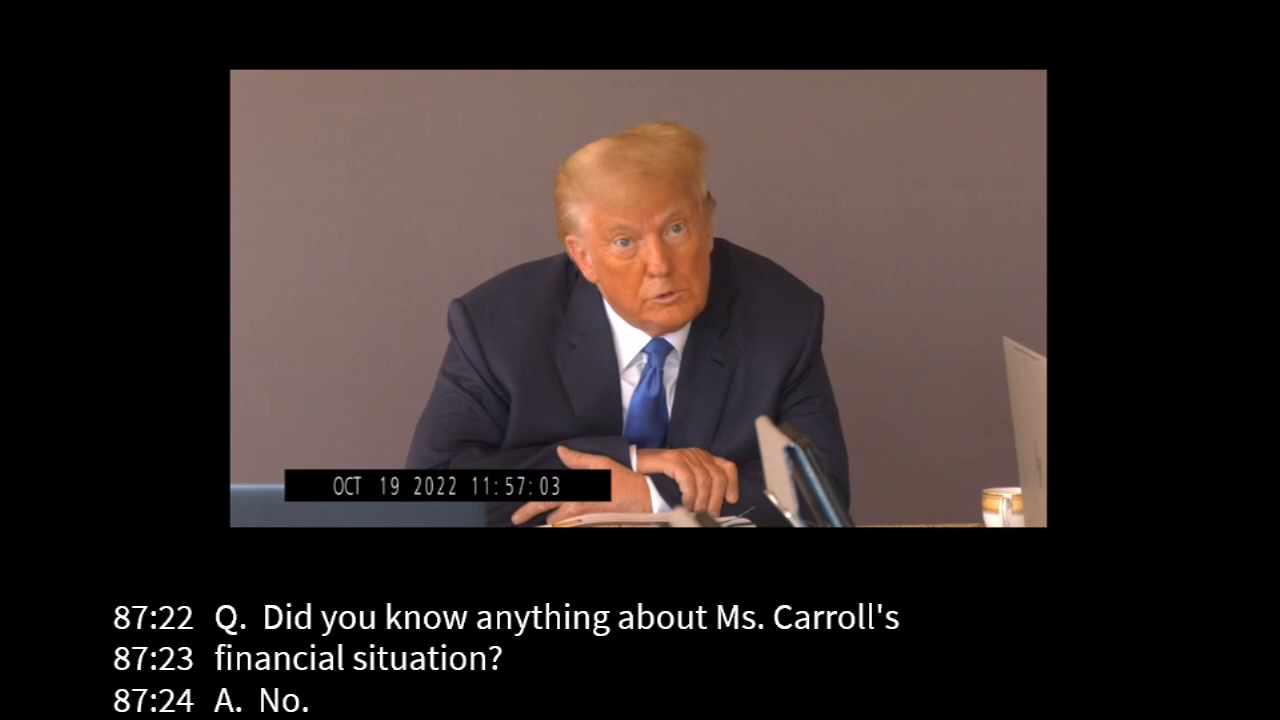 OCT 19 2022 11:57:03
87:22 Q. Did you know anything about Ms. Carroll's
87:23 financial situation?
87:24 A. No.